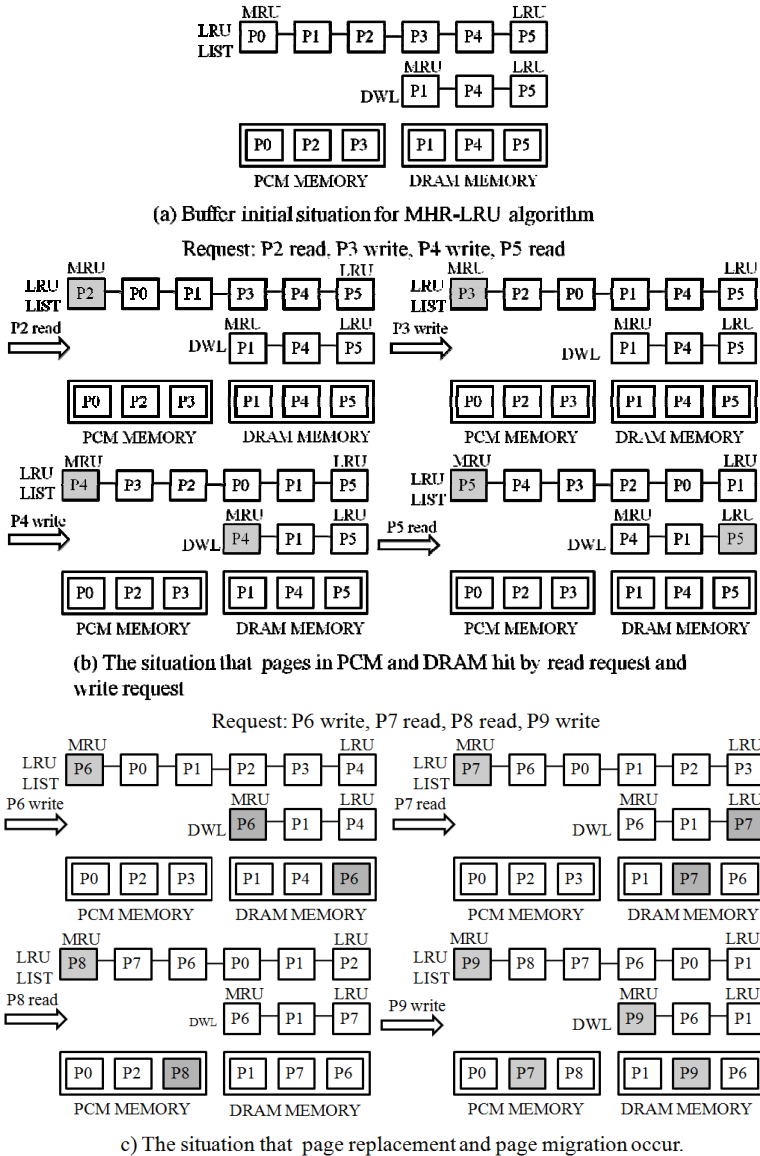 MRU LRU
LRU LIST P0 P1 P2 P3 P4 P5
MRU LRU
DWL P1 P4 P5
P0 P2 P3 P1 P4 P5
PCM MEMORY DRAM MEMORY
(a) Buffer initial situation for MHR-LRU algorithm
Request: P2 read, P3 write, P4 write, P5 read
P2 read
MRU LRU
LRU LIST P2 P0 P1 P3 P4 P5
MRU LRU
DWL P1 P4 P5
P0 P2 P3 P1 P4 P5
PCM MEMORY DRAM MEMORY
P3 write
MRU LRU
LRU LIST P3 P2 P0 P1 P4 P5
MRU LRU
DWL P1 P4 P5
P0 P2 P3 P1 P4 P5
PCM MEMORY DRAM MEMORY
P4 write
MRU LRU
LRU LIST P4 P3 P2 P0 P1 P5
MRU LRU
DWL P4 P1 P5
P0 P2 P3 P1 P4 P5
PCM MEMORY DRAM MEMORY
P5 read
MRU LRU
LRU LIST P5 P4 P3 P2 P0 P1
MRU LRU
DWL P4 P1 P5
P0 P2 P3 P1 P4 P5
PCM MEMORY DRAM MEMORY
(b) The situation that pages in PCM and DRAM hit by read request and
write request
Request: P6 write, P7 read, P8 read, P9 write
P6 write
MRU LRU
LRU LIST P6 P0 P1 P2 P3 P4
MRU LRU
DWL P6 P1 P4
P0 P2 P3 P1 P4 P6
PCM MEMORY DRAM MEMORY
P7 read
MRU LRU
LRU LIST P7 P6 P0 P1 P2 P3
MRU LRU
DWL P6 P1 P7
P0 P2 P3 P1 P7 P6
PCM MEMORY DRAM MEMORY
P8 read
MRU LRU
LRU LIST P8 P7 P6 P0 P1 P2
MRU LRU
DWL P6 P1 P7
P0 P2 P8 P1 P7 P6
PCM MEMORY DRAM MEMORY
P9 write
MRU LRU
LRU LIST P9 P8 P7 P6 P0 P1
MRU LRU
DWL P9 P6 P1
P0 P7 P8 P1 P9 P6
PCM MEMORY DRAM MEMORY
c) The situation that page replacement and page migration occur.